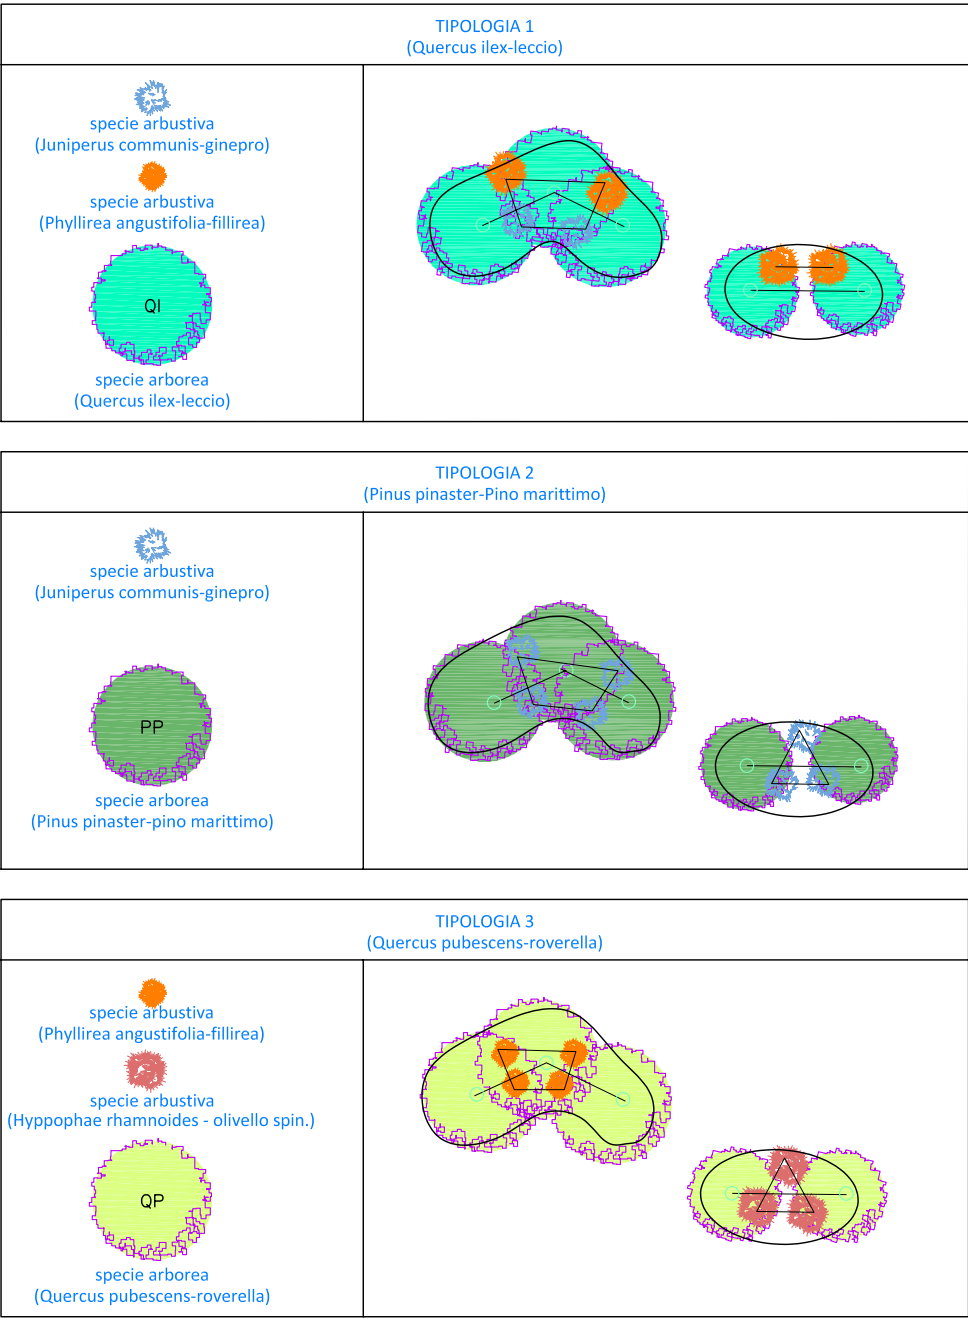 TIPOLOGIA 1
(Quercus ilex-leccio)
specie arbustiva
(Juniperus communis-ginepro)
specie arbustiva
(Phyllirea angustifolia-fillirea)
QI
specie arborea
(Quercus ilex-leccio)
TIPOLOGIA 2
(Pinus pinaster-Pino marittimo)
specie arbustiva
(Juniperus communis-ginepro)
PP
specie arborea
(Pinus pinaster-pino marittimo)
TIPOLOGIA 3
(Quercus pubescens-roverella)
specie arbustiva
(Phyllirea angustifolia-fillirea)
specie arbustiva
(Hyppophae rhamnoides - olivello spin.)
QP
specie arborea
(Quercus pubescens-roverella)